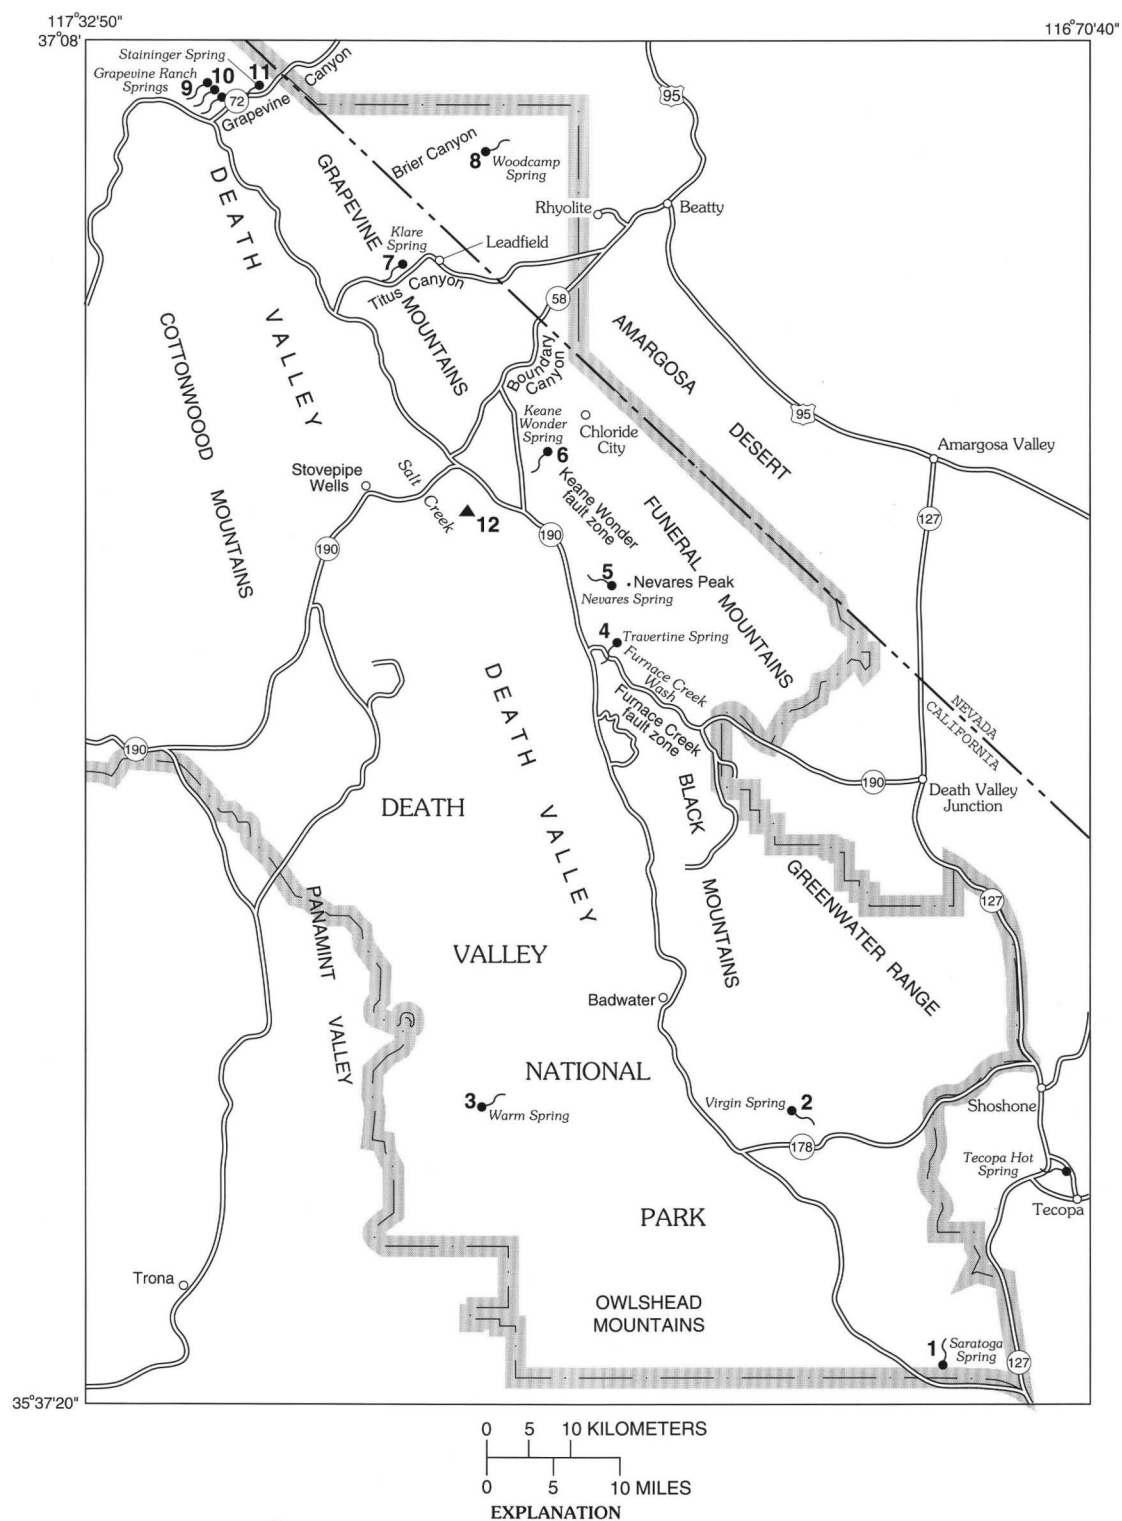 117°32'50"
116°70'40"
37°08'
Staininger Spring
Grapevine Ranch
Springs
9
10
11
72
Grapevine
Canyon
95
Brier Canyon
8
Woodcamp
Spring
Rhyolite
Beatty
DEATH
VALLEY
GRAPEVINE
MOUNTAINS
Klare
Spring
7
Leadfield
Titus Canyon
58
COTTONWOOOD
MOUNTAINS
AMARGOSA
DESERT
Boundary
Canyon
95
Keane
Wonder
Spring
6
Chloride
City
Amargosa Valley
Stovepipe
Wells
Salt
Creek
12
Keane Wonder
fault zone
FUNERAL
MOUNTAINS
127
190
190
5
Nevares Peak
Nevares Spring
4
Travertine Spring
Furnace Creek
Wash
Furnace Creek
fault zone
DEATH
VALLEY
NEVADA
CALIFORNIA
190
190
Death Valley
Junction
BLACK
MOUNTAINS
DEATH
GREENWATER RANGE
127
PANAMINT
VALLEY
VALLEY
Badwater
NATIONAL
3
Warm Spring
Virgin Spring
2
Shoshone
178
Tecopa Hot
Spring
Tecopa
PARK
Trona
OWLSHEAD
MOUNTAINS
1
Saratoga
Spring
127
35°37'20"
0 5 10 KILOMETERS
0 5 10 MILES
EXPLANATION